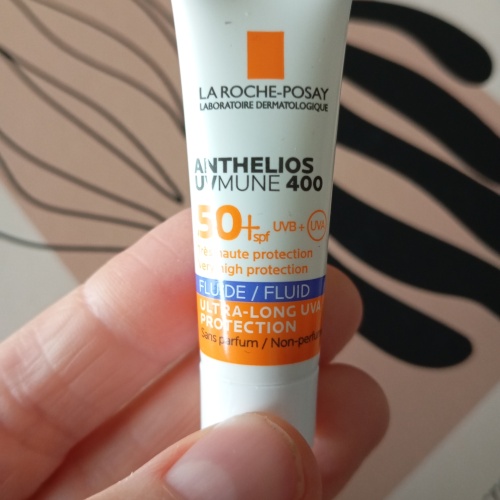 LA ROCHE-POSAY
LABORATOIRE DERMATOLOGIQUE
ANTHELIOS
UVMUNE 400
50+ spf UVB + UVA
Très haute protection
very high protection
FLUIDE / FLUID
ULTRA-LONG UVA
PROTECTION
Sans parfum / Non-perfu